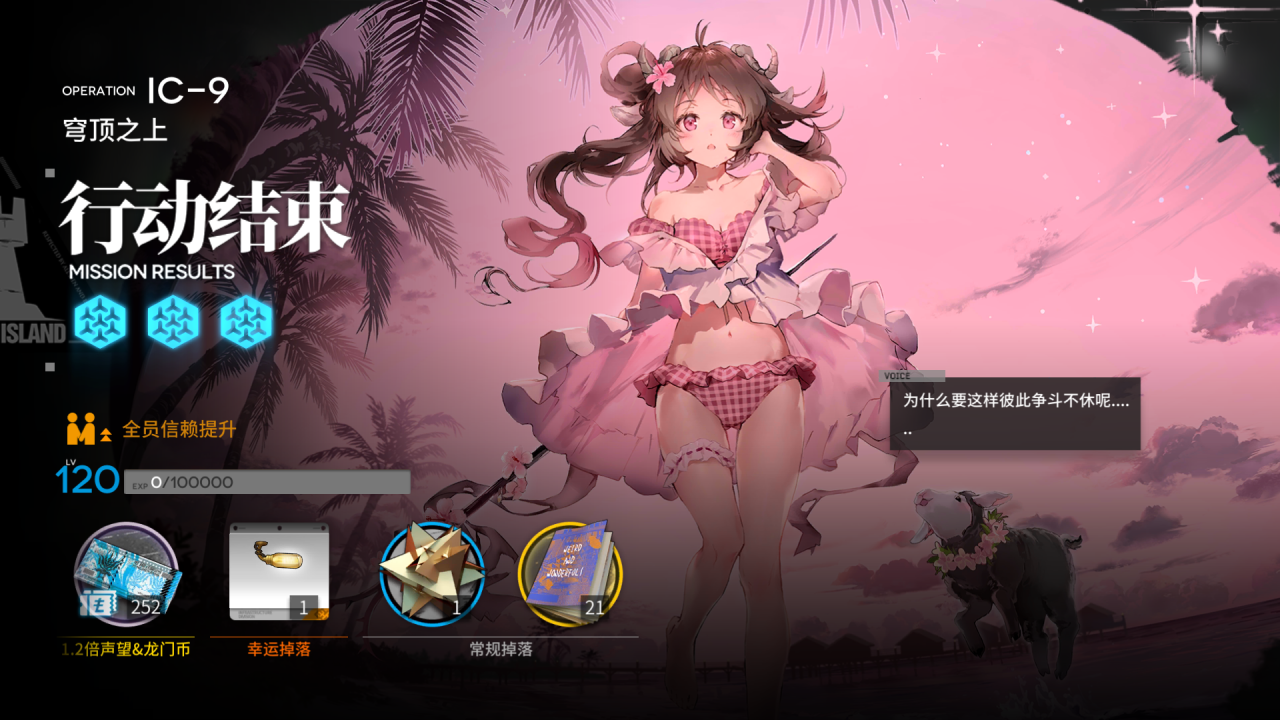 OPERATION IC-9
穹顶之上
行动结束
MISSION RESULTS
ISLAND
全员信赖提升
LV
120
EXP 0/100000
VOICE
为什么要这样彼此争斗不休呢....
..
252
1
1
WEIRD
AND
WONDERFUL!
21
1.2倍声望&龙门币
幸运掉落
常规掉落